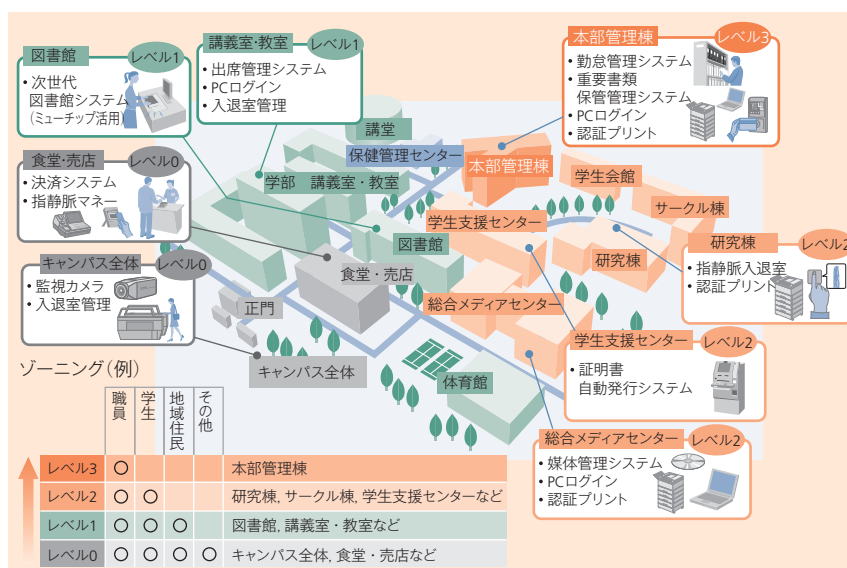 図書館
レベル1
・次世代
図書館システム
(ミューチップ活用)
講義室・教室
レベル1
・出席管理システム
・PCログイン
・入退室管理
本部管理棟
レベル3
・勤怠管理システム
・重要書類
保管管理システム
・PCログイン
・認証プリント
食堂・売店
レベル0
・決済システム
・指静脈マネー
キャンパス全体
レベル0
・監視カメラ
・入退室管理
講堂
保健管理センター
本部管理棟
学部 講義室・教室
学生会館
サークル棟
学生支援センター
図書館
研究棟
食堂・売店
総合メディアセンター
正門
キャンパス全体
体育館
研究棟
レベル2
・指静脈入退室
・認証プリント
学生支援センター
レベル2
・証明書
自動発行システム
総合メディアセンター
レベル2
・媒体管理システム
・PCログイン
・認証プリント
ゾーニング(例)
職員 学生 地域住民 その他
レベル3 ○ 本部管理棟
レベル2 ○ ○ 研究棟, サークル棟, 学生支援センターなど
レベル1 ○ ○ ○ 図書館, 講義室・教室など
レベル0 ○ ○ ○ ○ キャンパス全体, 食堂・売店など